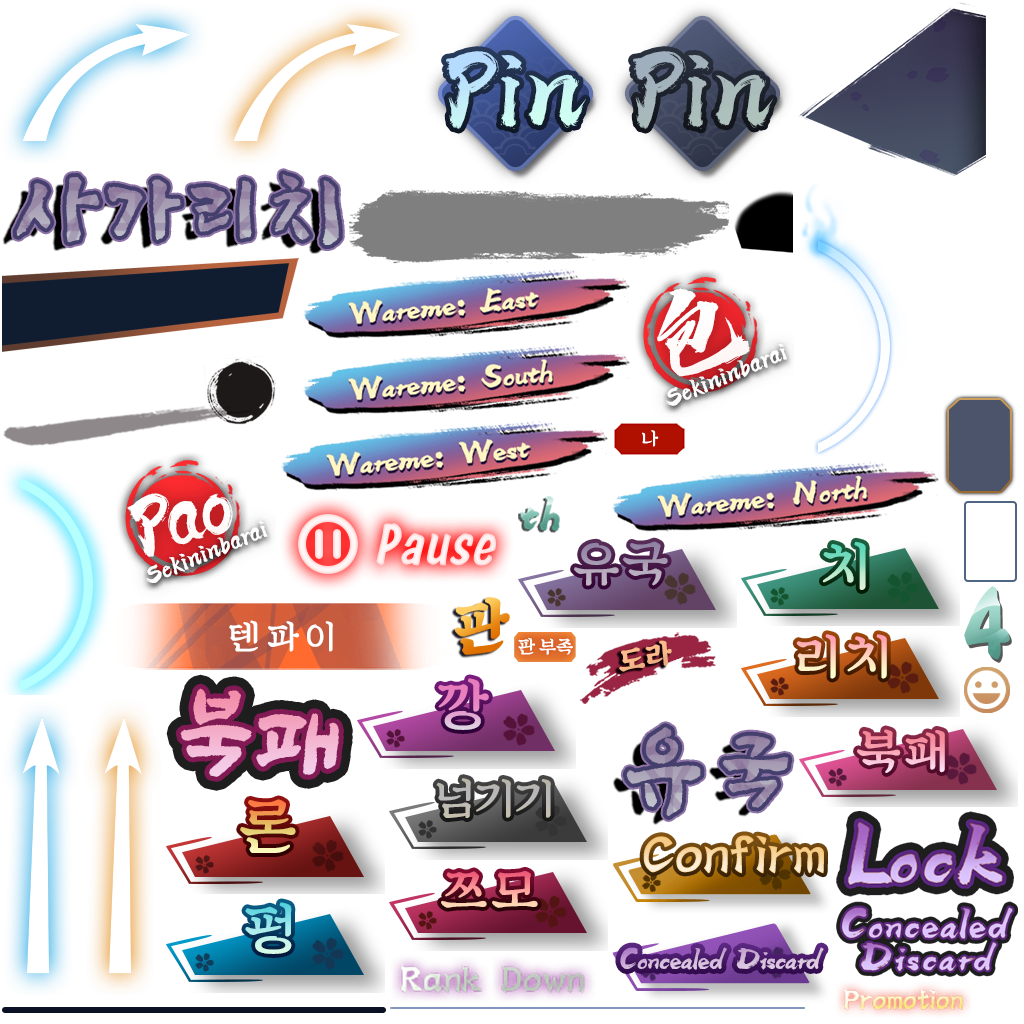 Pin
Pin
사가리치
Wareme: East
包
Sekininbarai
Wareme: South
나
Wareme: West
Wareme: North
Pao
Sekininbarai
Pause
th
유국
치
텐파이
판
판 부족
도라
4
리치
북패
깡
유국
북패
론
넘기기
Confirm
Lock
쯔모
펑
Concealed Discard
Concealed
Discard
Rank Down
Promotion